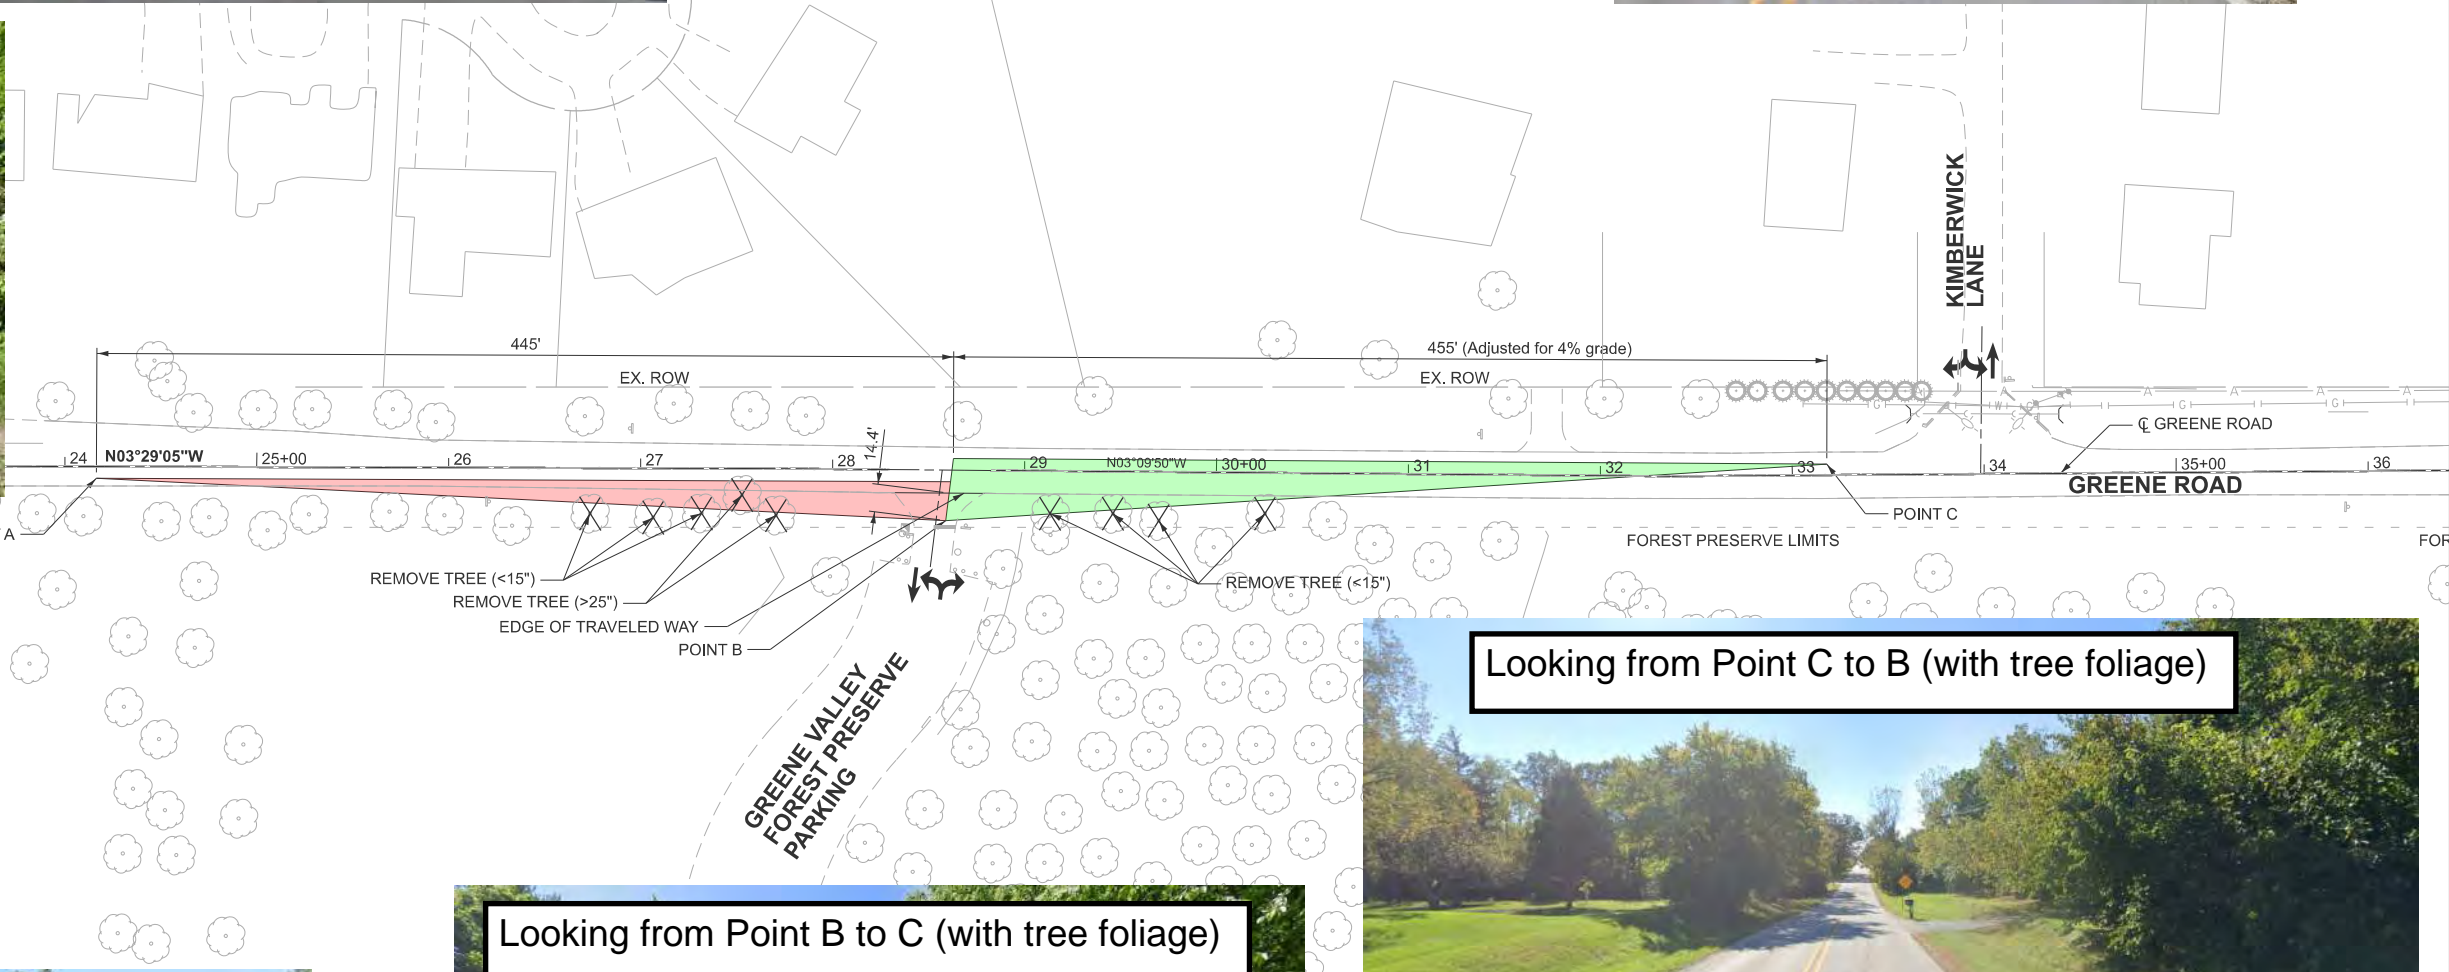 KIMBERWICK
LANE
445'
455' (Adjusted for 4% grade)
EX. ROW
EX. ROW
14.4'
A A A A
G W G G G
℄ GREENE ROAD
24 N03°29'05"W 25+00 26 27 28 29 N03°09'50"W 30+00 31 32 33 34 35+00 36
GREENE ROAD
POINT C
A
FOREST PRESERVE LIMITS
FOR
REMOVE TREE (<15")
REMOVE TREE (<15")
REMOVE TREE (>25")
EDGE OF TRAVELED WAY
POINT B
GREENE VALLEY
FOREST PRESERVE
PARKING
Looking from Point C to B (with tree foliage)
Looking from Point B to C (with tree foliage)